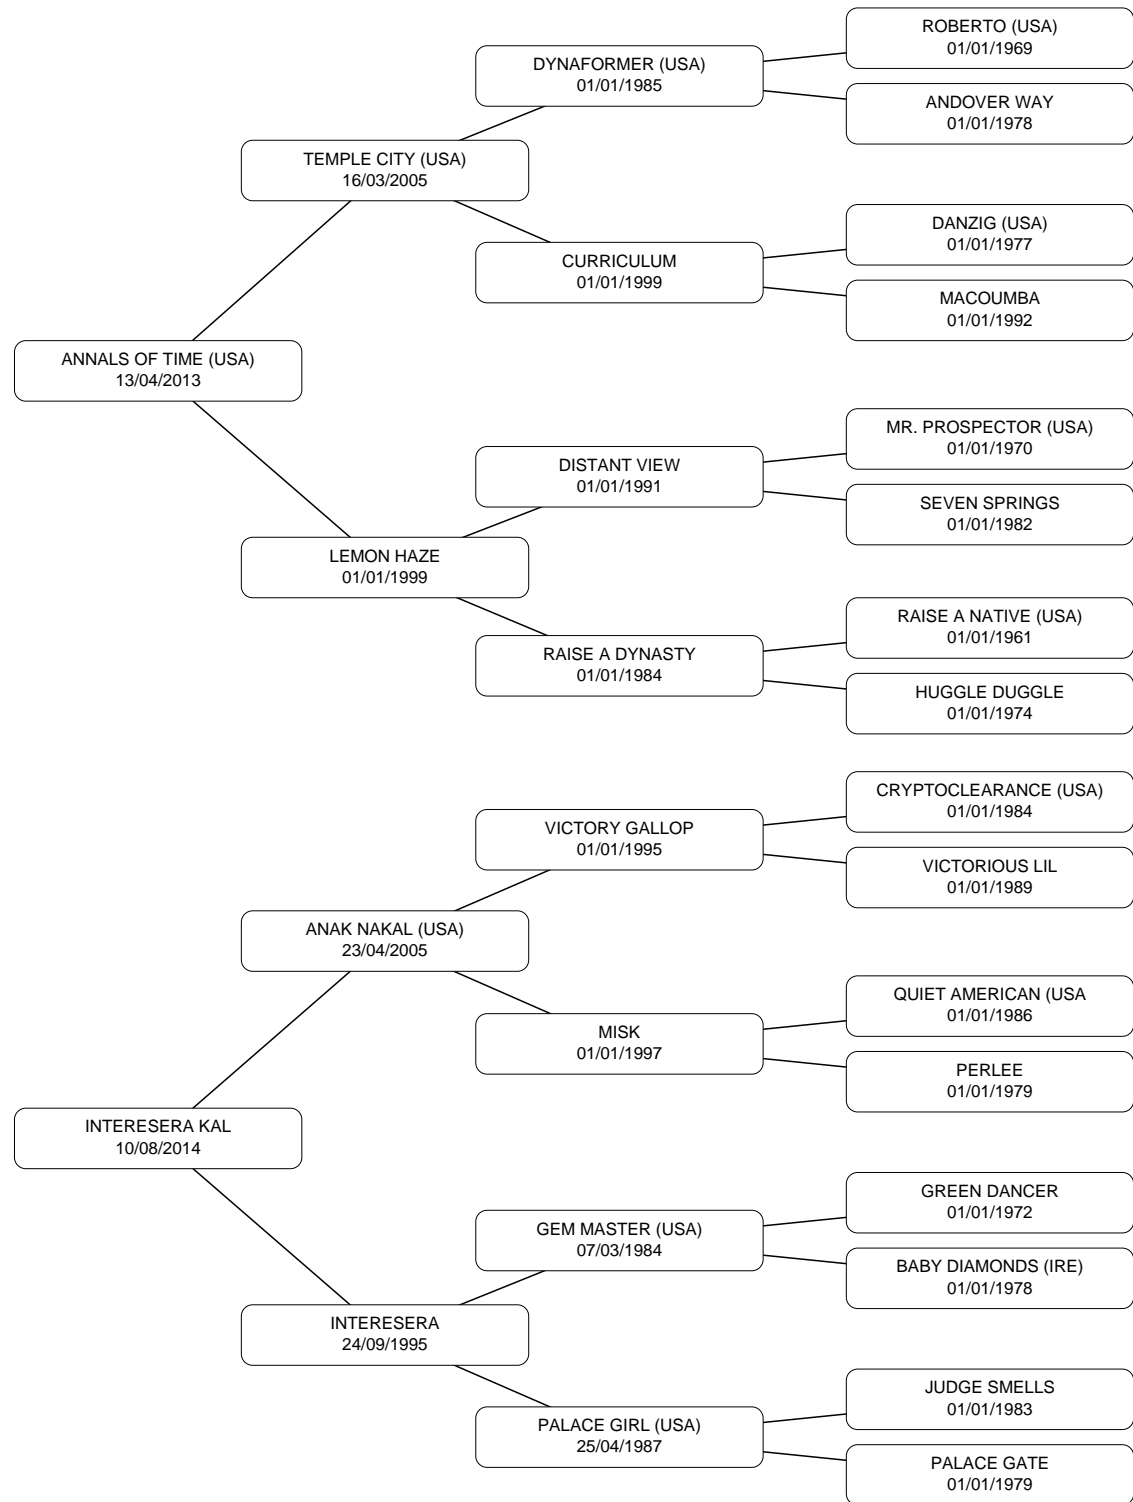 ROBERTO (USA)
01/01/1969
DYNAFORMER (USA)
01/01/1985
ANDOVER WAY
01/01/1978
TEMPLE CITY (USA)
16/03/2005
DANZIG (USA)
01/01/1977
CURRICULUM
01/01/1999
MACOUMBA
01/01/1992
ANNALS OF TIME (USA)
13/04/2013
MR. PROSPECTOR (USA)
01/01/1970
DISTANT VIEW
01/01/1991
SEVEN SPRINGS
01/01/1982
LEMON HAZE
01/01/1999
RAISE A NATIVE (USA)
01/01/1961
RAISE A DYNASTY
01/01/1984
HUGGLE DUGGLE
01/01/1974
CRYPTOCLEARANCE (USA)
01/01/1984
VICTORY GALLOP
01/01/1995
VICTORIOUS LIL
01/01/1989
ANAK NAKAL (USA)
23/04/2005
QUIET AMERICAN (USA
01/01/1986
MISK
01/01/1997
PERLEE
01/01/1979
INTERESERA KAL
10/08/2014
GREEN DANCER
01/01/1972
GEM MASTER (USA)
07/03/1984
BABY DIAMONDS (IRE)
01/01/1978
INTERESERA
24/09/1995
JUDGE SMELLS
01/01/1983
PALACE GIRL (USA)
25/04/1987
PALACE GATE
01/01/1979